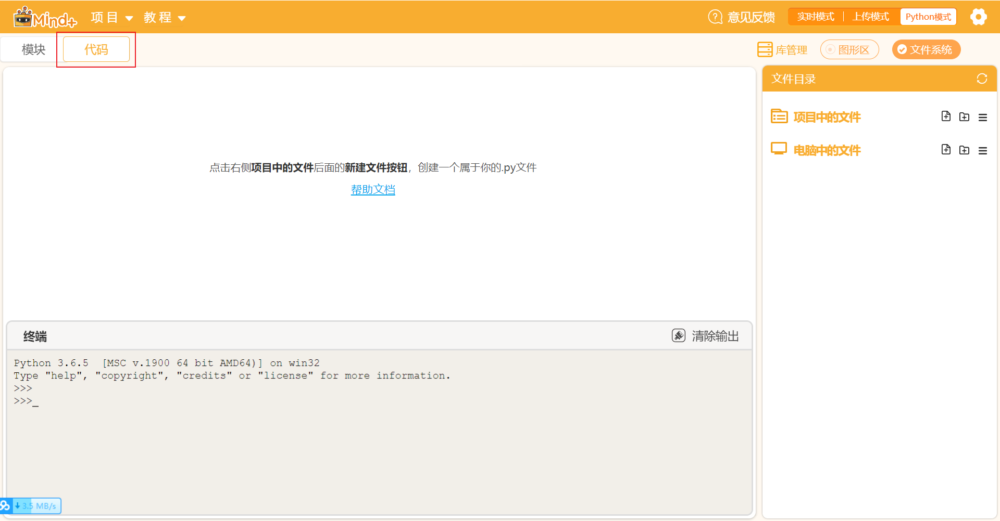 Mind+ 项目 教程 意见反馈 实时模式 上传模式 Python模式
模块 代码 库管理 图形区 文件系统
文件目录
项目中的文件
电脑中的文件
点击右侧项目中的文件后面的新建文件按钮，创建一个属于你的.py文件
帮助文档
终端 清除输出
Python 3.6.5  [MSC v.1900 64 bit AMD64)] on win32
Type "help", "copyright", "credits" or "license" for more information.
>>>
>>>_
3.5 MB/s